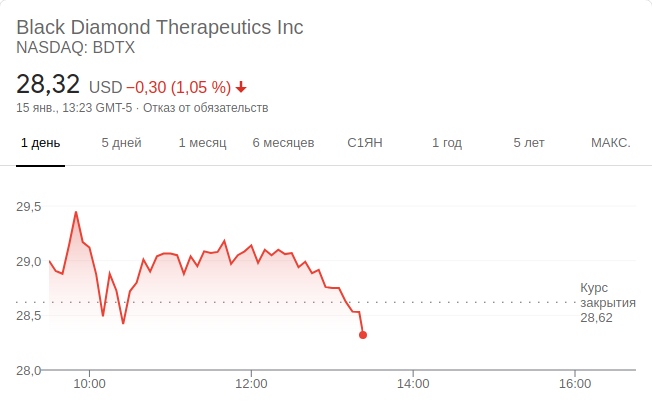 Black Diamond Therapeutics Inc
NASDAQ: BDTX
28,32 USD −0,30 (1,05 %)
15 янв., 13:23 GMT-5 · Отказ от обязательств
1 день 5 дней 1 месяц 6 месяцев С1ЯН 1 год 5 лет МАКС.
29,5
29,0
28,5
28,0
Курс
закрытия
28,62
10:00 12:00 14:00 16:00